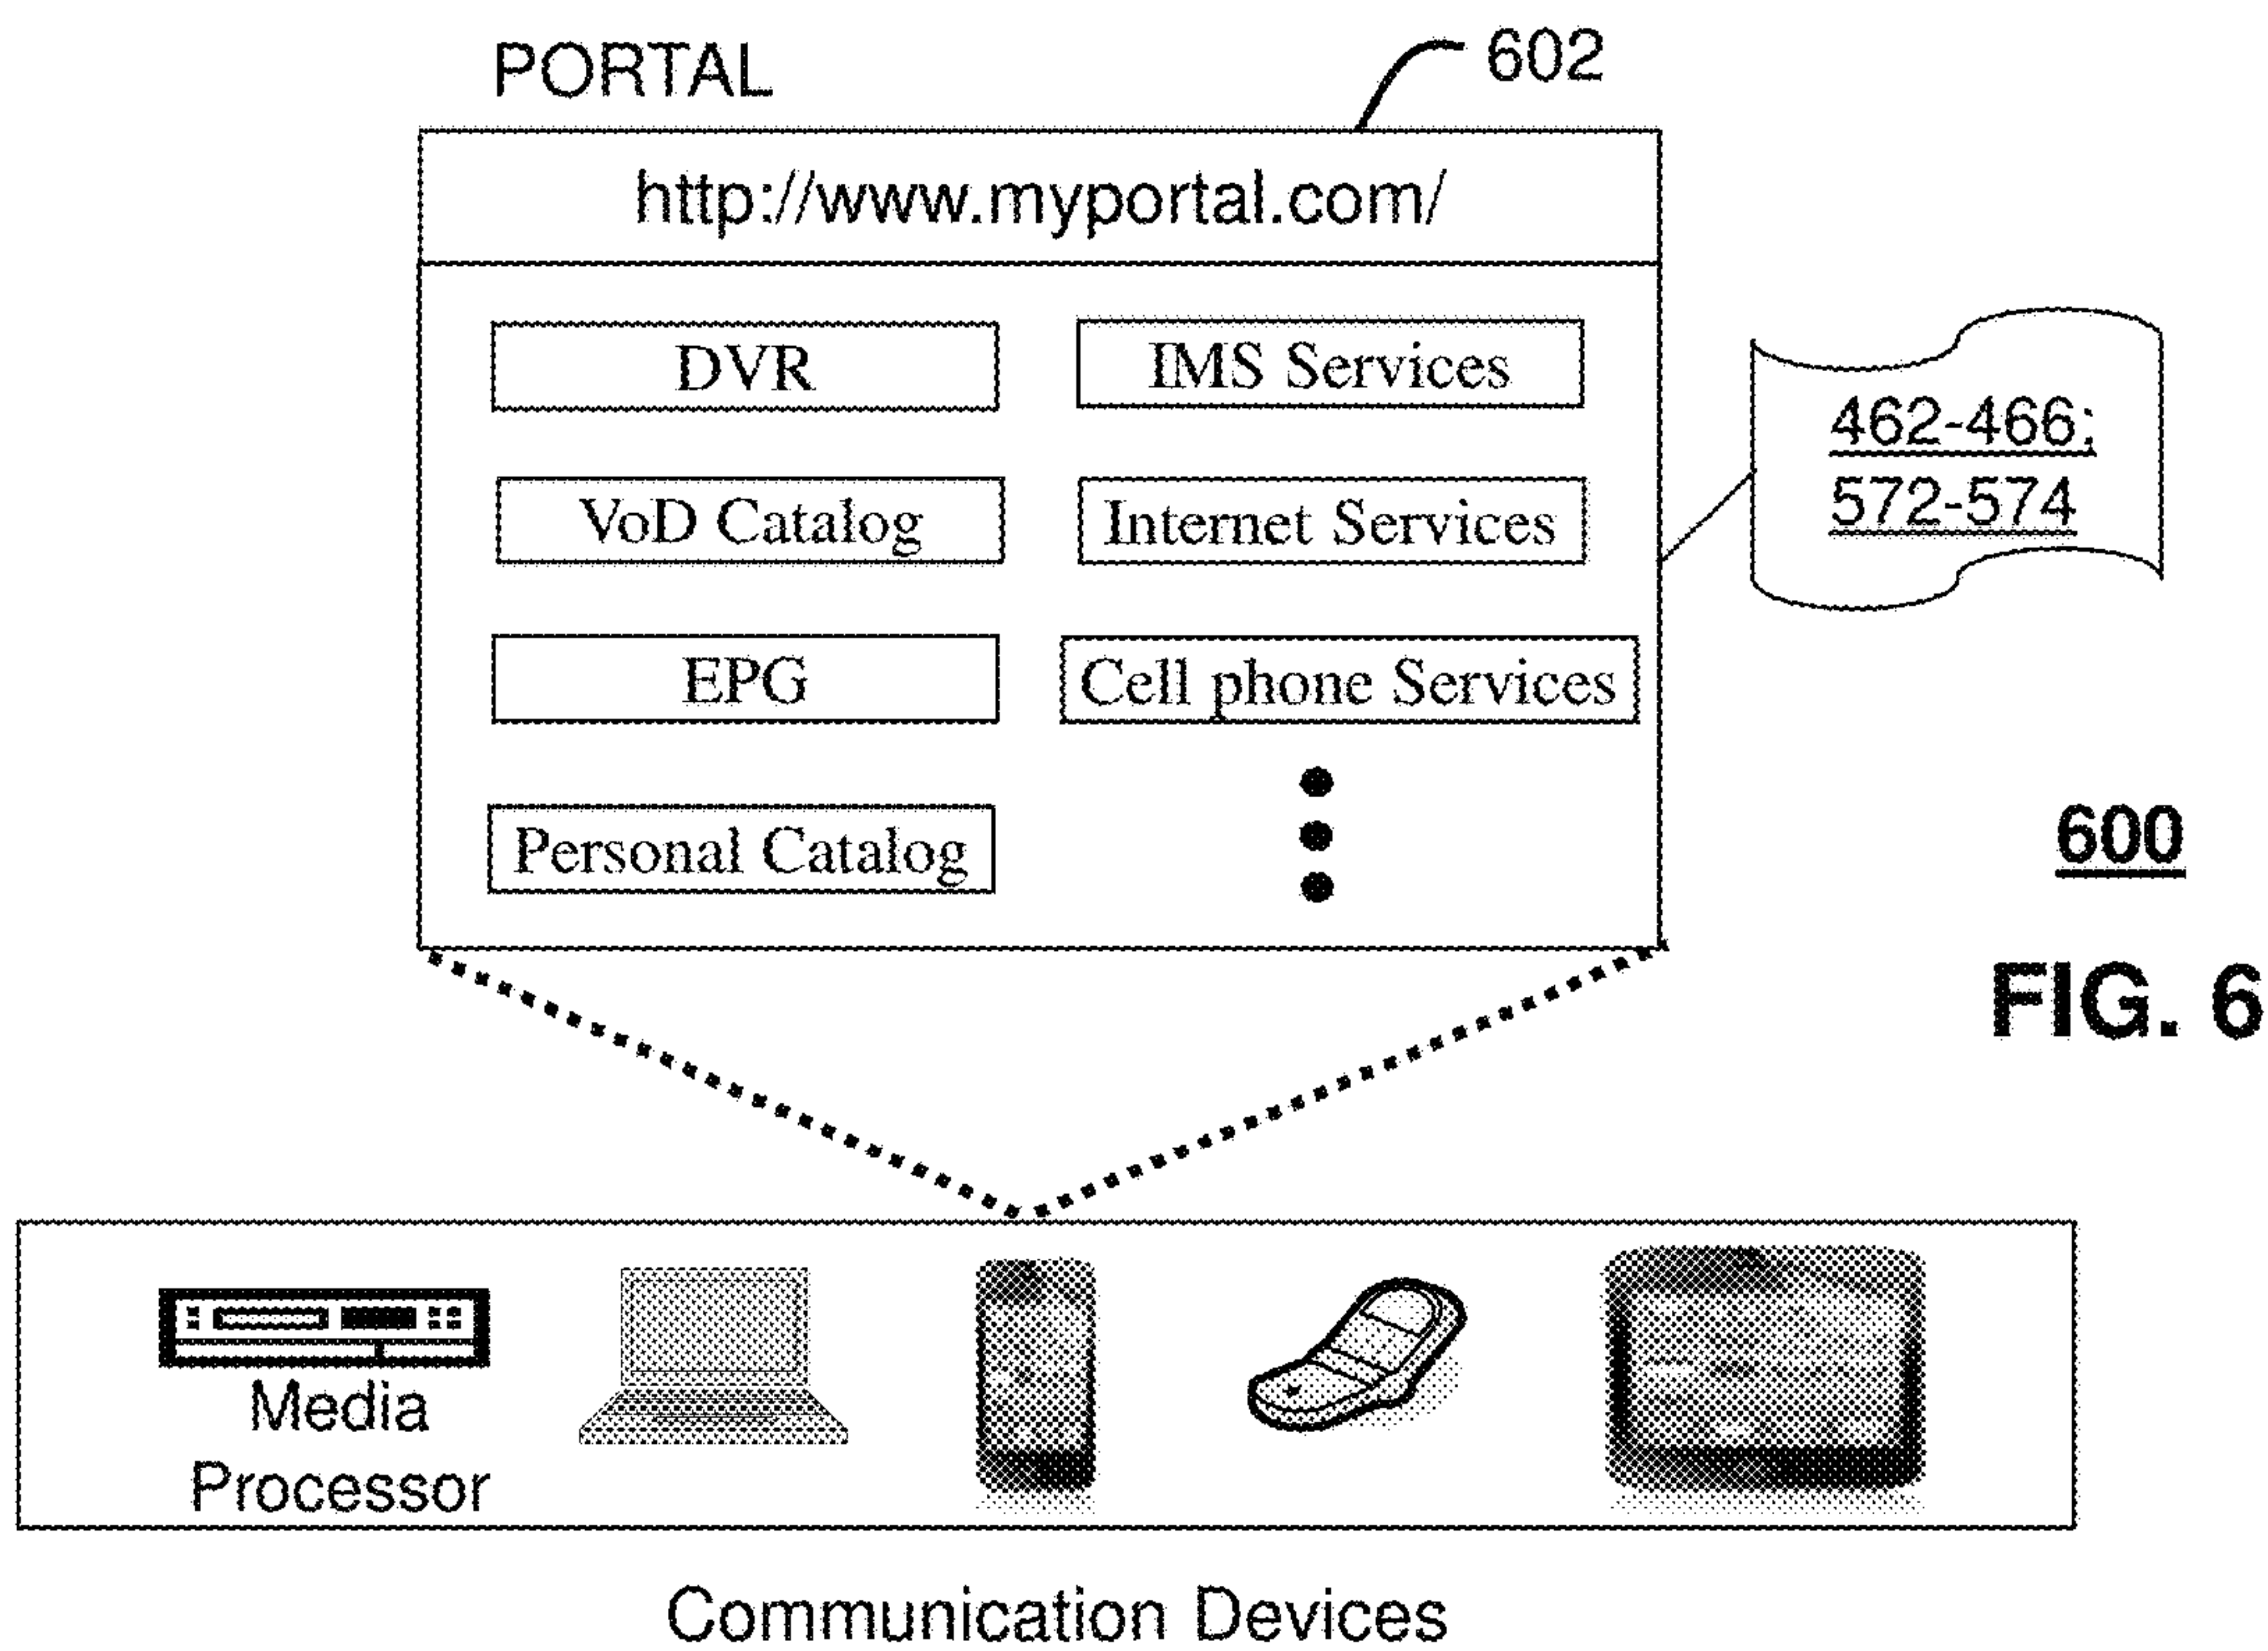 PORTAL
602
http://www.myportal.com/
DVR
IMS Services
VoD Catalog
Internet Services
EPG
Cell phone Services
Personal Catalog
462-466;
572-574
600
FIG. 6
Media
Processor
Communication Devices